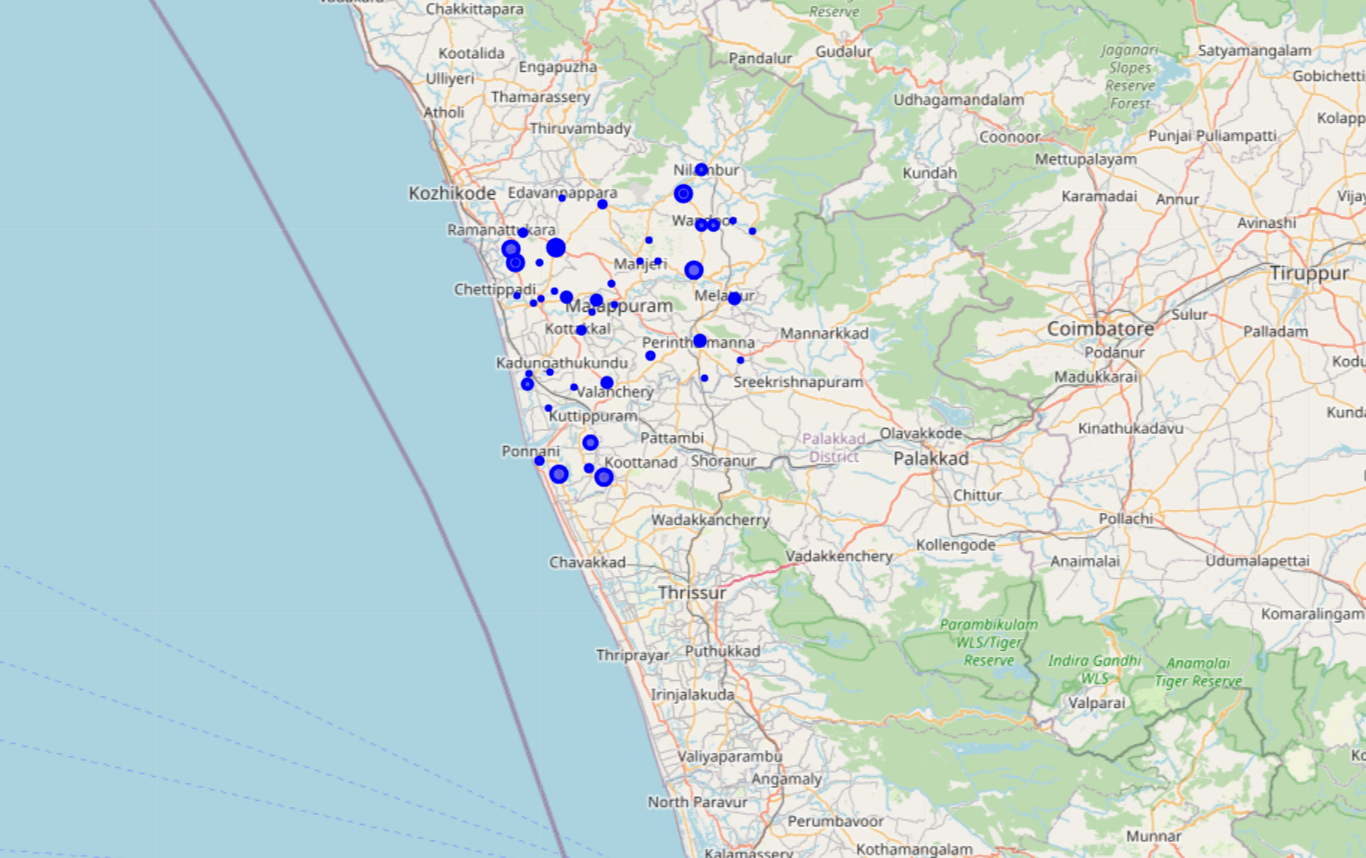 Chakkittapara
Reserve
Kootalida
Pandalur
Gudalur
Jaganari
Slopes
Reserve
Forest
Satyamangalam
Engapuzha
Ulliyeri
Gobichetti
Thamarassery
Udhagamandalam
Atholi
Kolapp
Thiruvambady
Coonoor
Punjai Puliampatti
Mettupalayam
Kundah
Kozhikode
Edavannappara
Karamadai
Annur
Vijay
Avinashi
Ramanattukara
Manjeri
Tiruppur
Chettippadi
Malappuram
Sulur
Kottakkal
Mannarkkad
Coimbatore
Palladam
Perinthalmanna
Podanur
Kadungathukundu
Kodu
Madukkarai
Sreekrishnapuram
Valanchery
Kuttippuram
Kunda
Kinathukadavu
Pattambi
Palakkad
District
Olavakkode
Ponnani
Koottanad
Shoranur
Palakkad
Chittur
Wadakkancherry
Pollachi
Kollengode
Vadakkenchery
Chavakkad
Anaimalai
Udumalapettai
Thrissur
Komaralingam
Parambikulam
WLS/Tiger
Reserve
Thriprayar
Puthukkad
Indira Gandhi
WLS
Anamalai
Tiger Reserve
Irinjalakuda
Valparai
Valiyaparambu
Angamaly
North Paravur
Perumbavoor
Munnar
Kothamangalam
Kalamassery